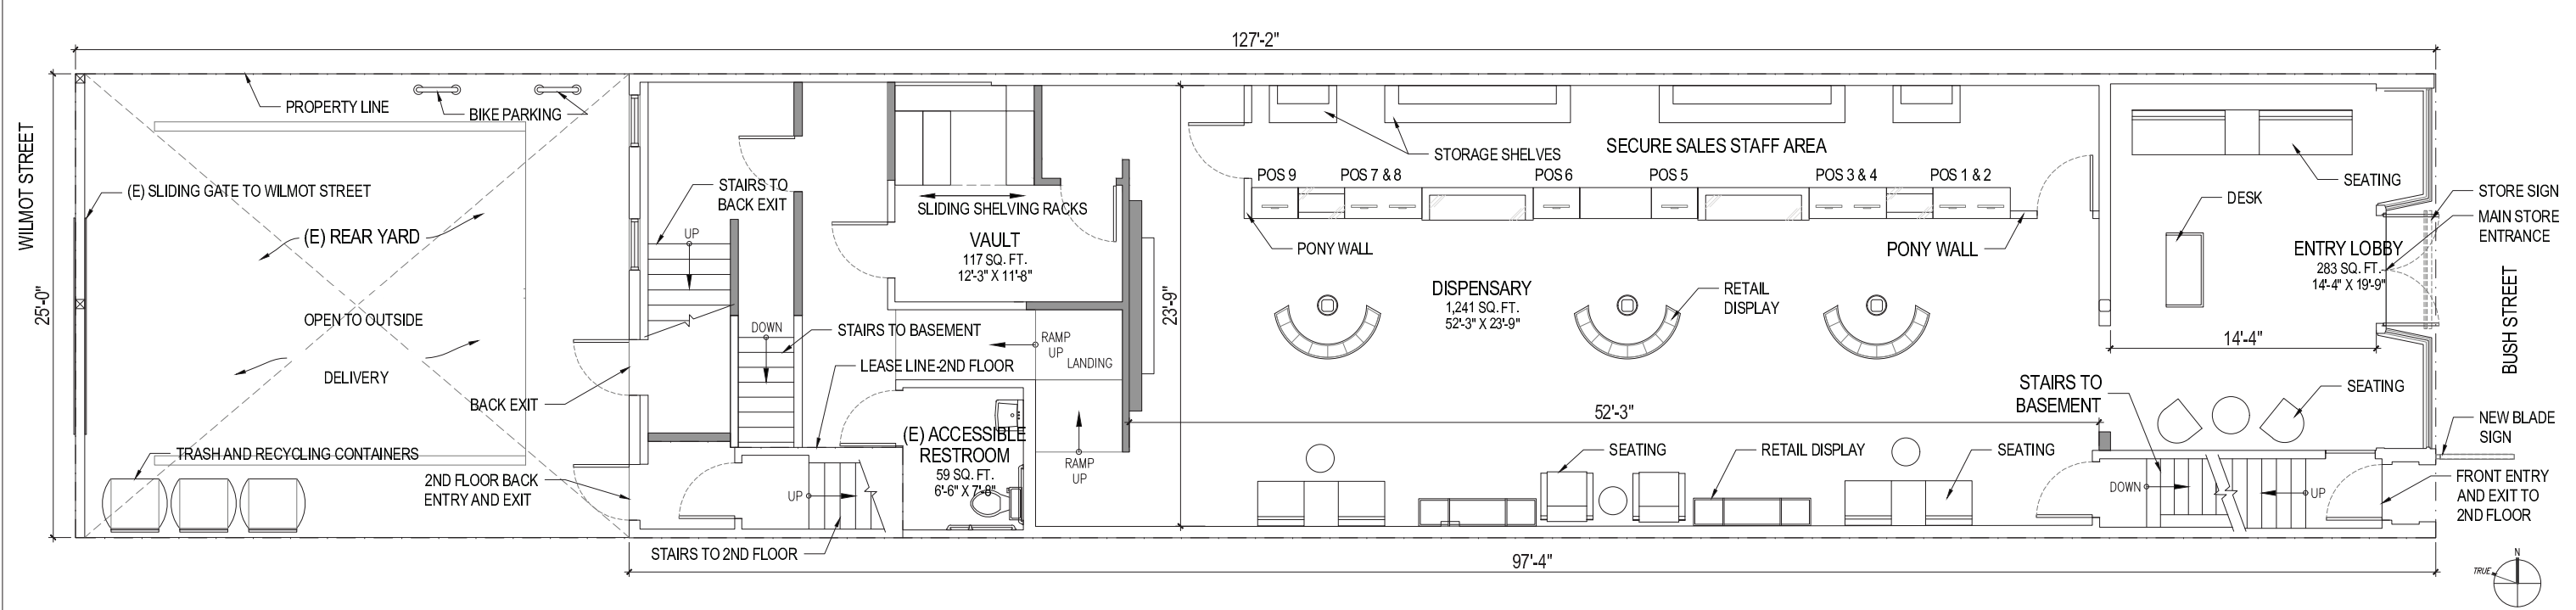 127'-2"
WILMOT STREET
25'-0"
PROPERTY LINE
BIKE PARKING
(E) SLIDING GATE TO WILMOT STREET
(E) REAR YARD
OPEN TO OUTSIDE
DELIVERY
BACK EXIT
TRASH AND RECYCLING CONTAINERS
2ND FLOOR BACK
ENTRY AND EXIT
STAIRS TO
BACK EXIT
UP
DOWN
STAIRS TO BASEMENT
LEASE LINE-2ND FLOOR
UP
STAIRS TO 2ND FLOOR
SLIDING SHELVING RACKS
VAULT
117 SQ. FT.
12'-3" X 11'-8"
RAMP
UP
LANDING
RAMP
UP
(E) ACCESSIBLE
RESTROOM
59 SQ. FT.
6'-6" X 7'-8"
23'-9"
STORAGE SHELVES
SECURE SALES STAFF AREA
POS 9
POS 7 & 8
POS 6
POS 5
POS 3 & 4
POS 1 & 2
PONY WALL
PONY WALL
DISPENSARY
1,241 SQ. FT.
52'-3" X 23'-9"
RETAIL
DISPLAY
52'-3"
SEATING
RETAIL DISPLAY
SEATING
SEATING
DESK
ENTRY LOBBY
283 SQ. FT.
14'-4" X 19'-9"
14'-4"
SEATING
STAIRS TO
BASEMENT
DOWN
UP
STORE SIGN
MAIN STORE
ENTRANCE
BUSH STREET
NEW BLADE
SIGN
FRONT ENTRY
AND EXIT TO
2ND FLOOR
97'-4"
N
TRUE